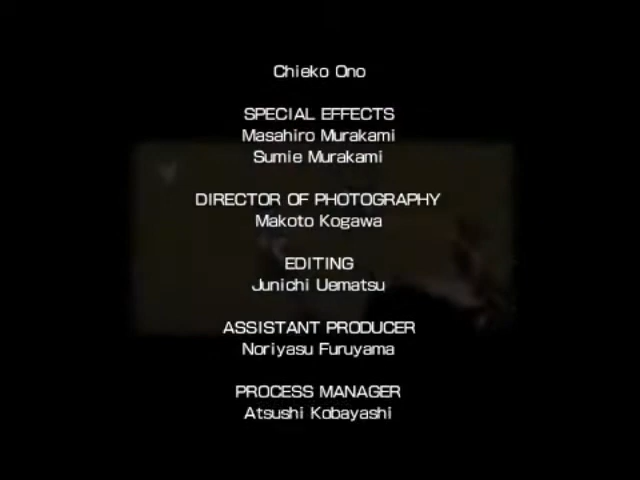 Chieko Ono
SPECIAL EFFECTS
Masahiro Murakami
Sumie Murakami
DIRECTOR OF PHOTOGRAPHY
Makoto Kogawa
EDITING
Junichi Uematsu
ASSISTANT PRODUCER
Noriyasu Furuyama
PROCESS MANAGER
Atsushi Kobayashi